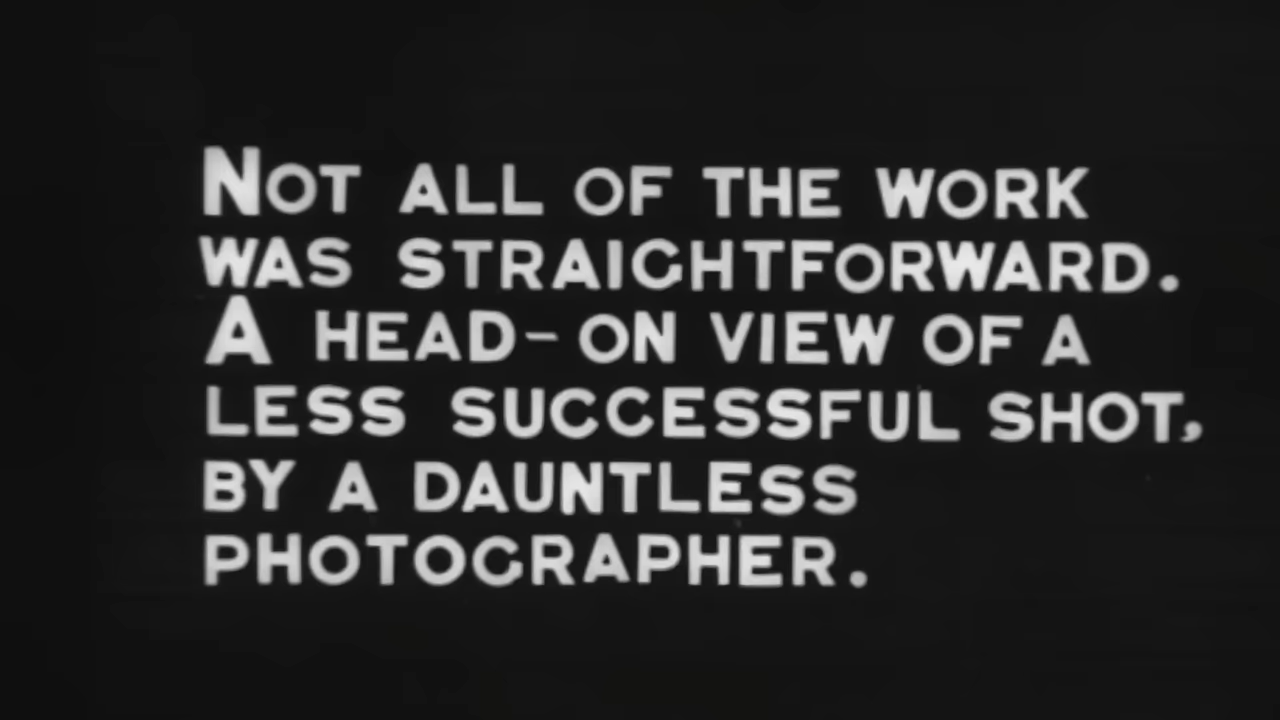 NOT ALL OF THE WORK
WAS STRAIGHTFORWARD.
A HEAD-ON VIEW OF A
LESS SUCCESSFUL SHOT,
BY A DAUNTLESS
PHOTOGRAPHER.